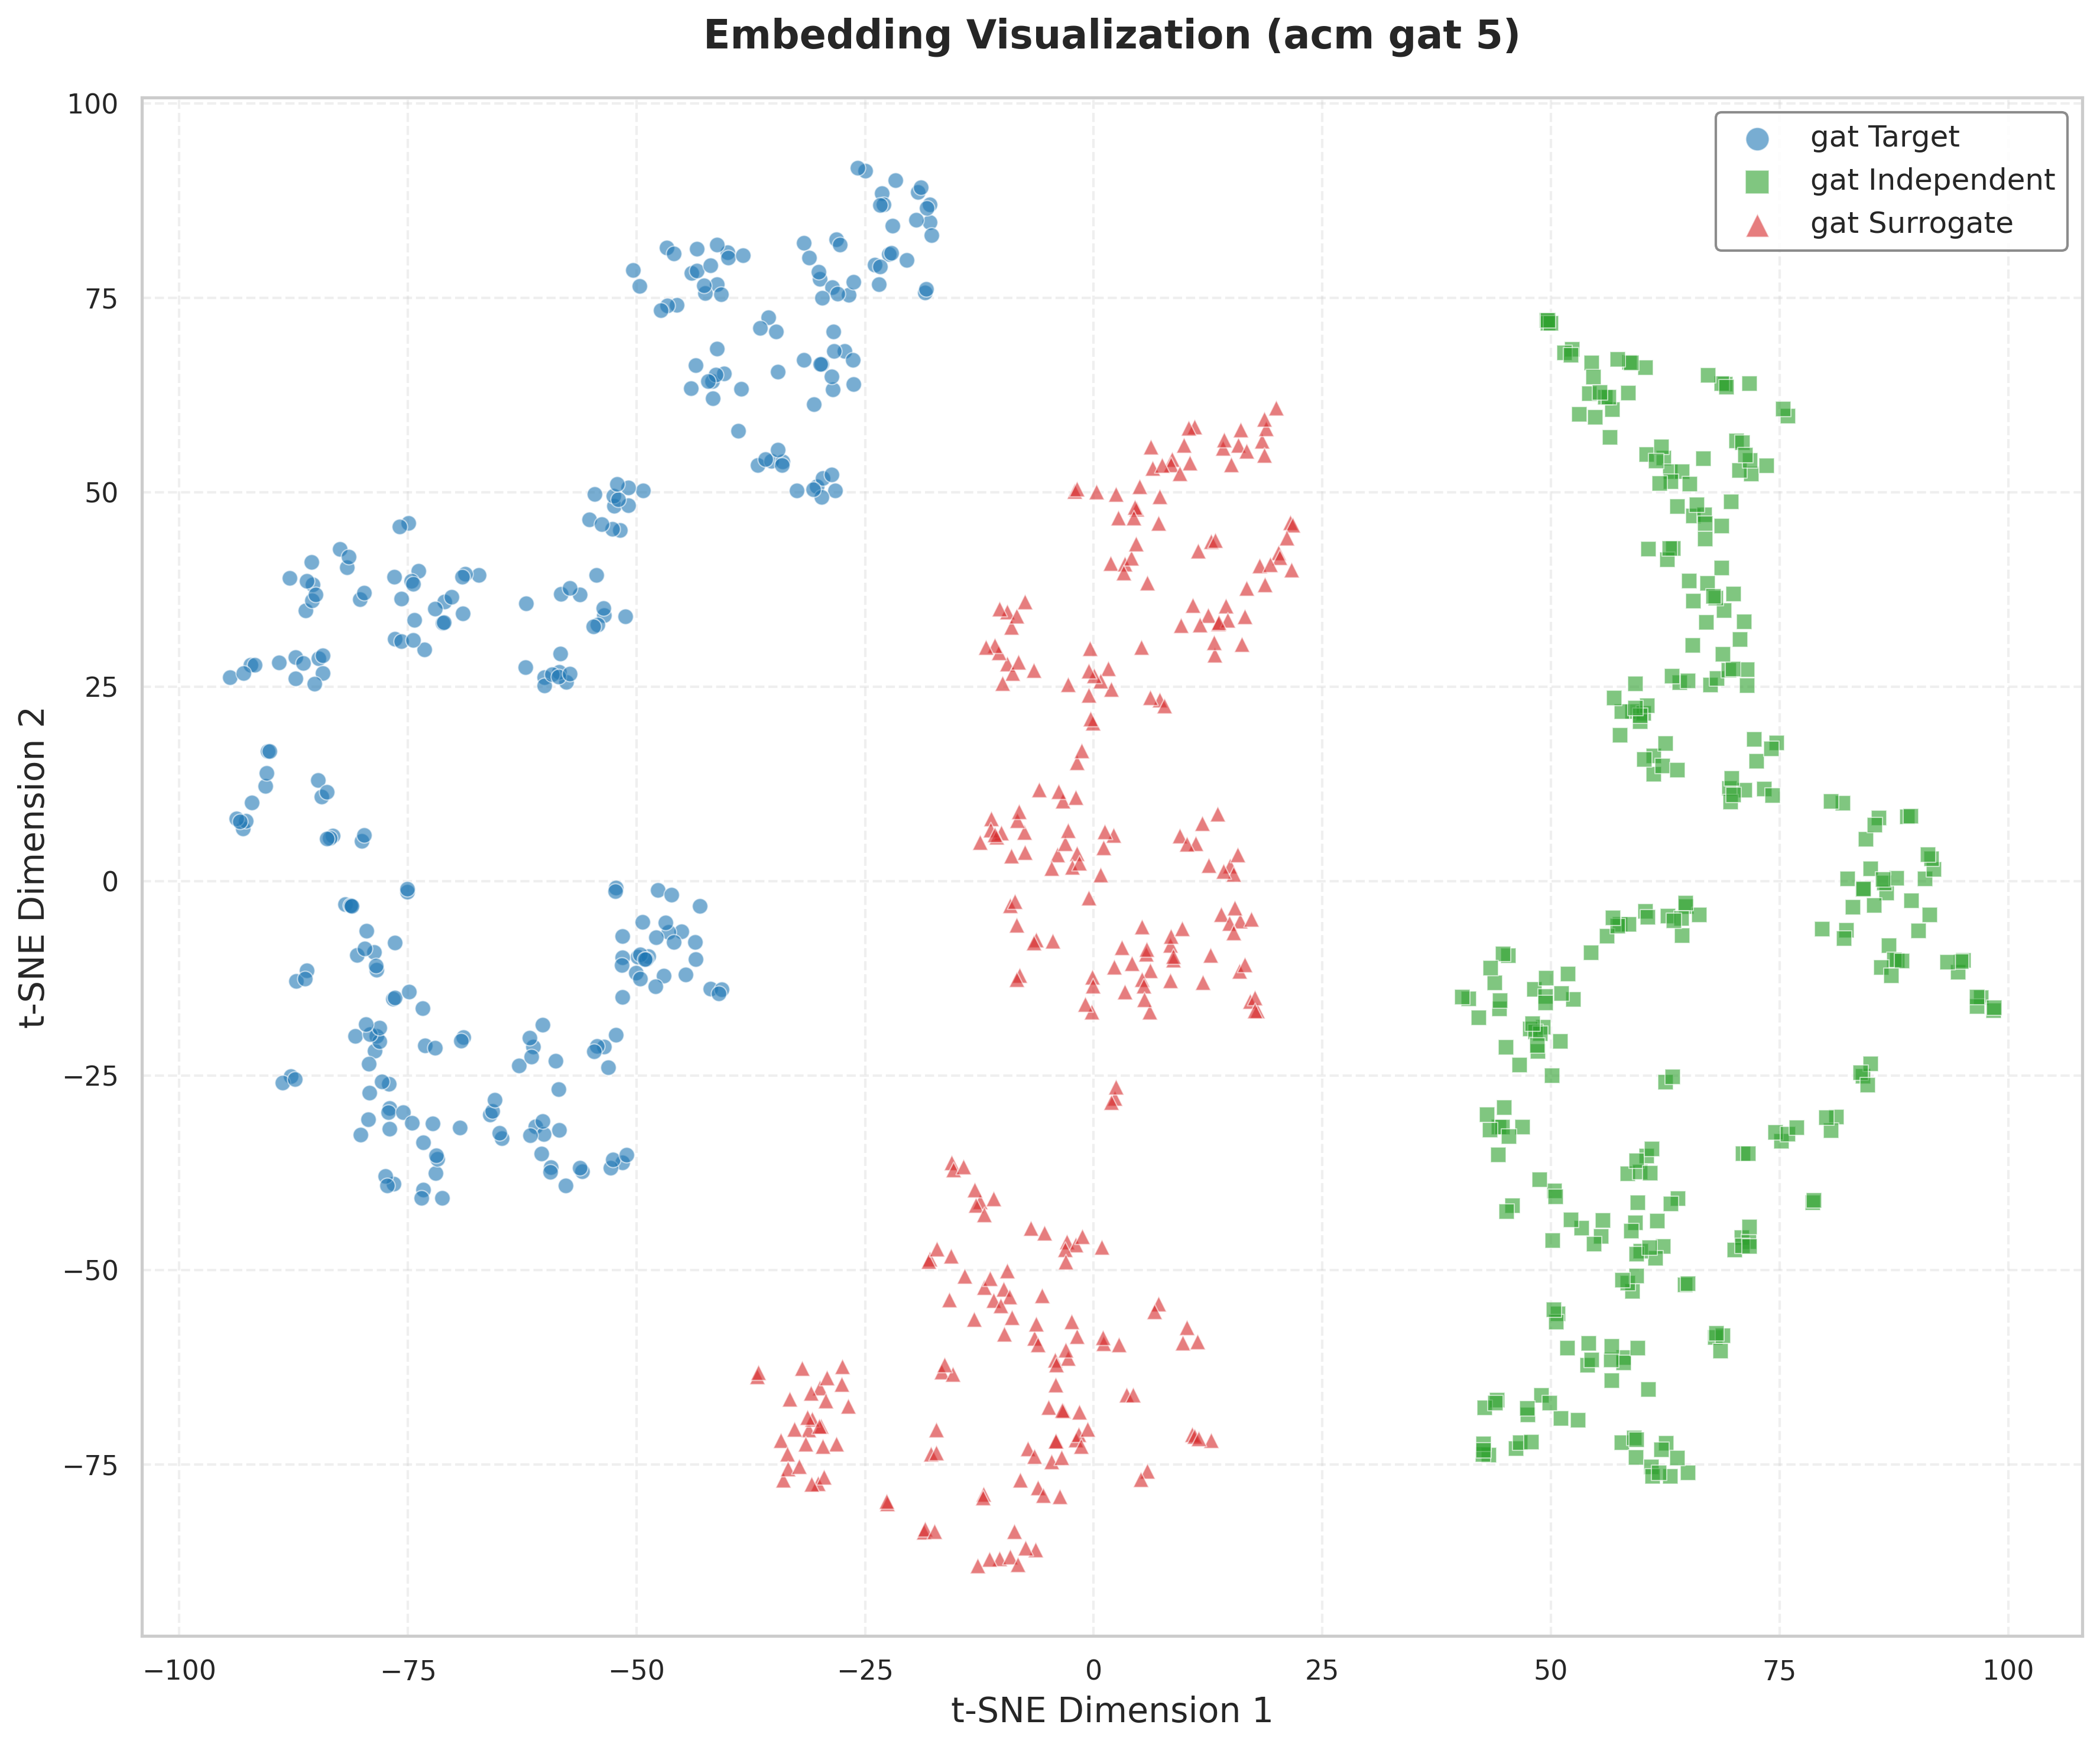 Embedding Visualization (acm gat 5)
gat Target
gat Independent
gat Surrogate
t-SNE Dimension 2
100
75
50
25
0
−25
−50
−75
−100
−75
−50
−25
0
25
50
75
100
t-SNE Dimension 1